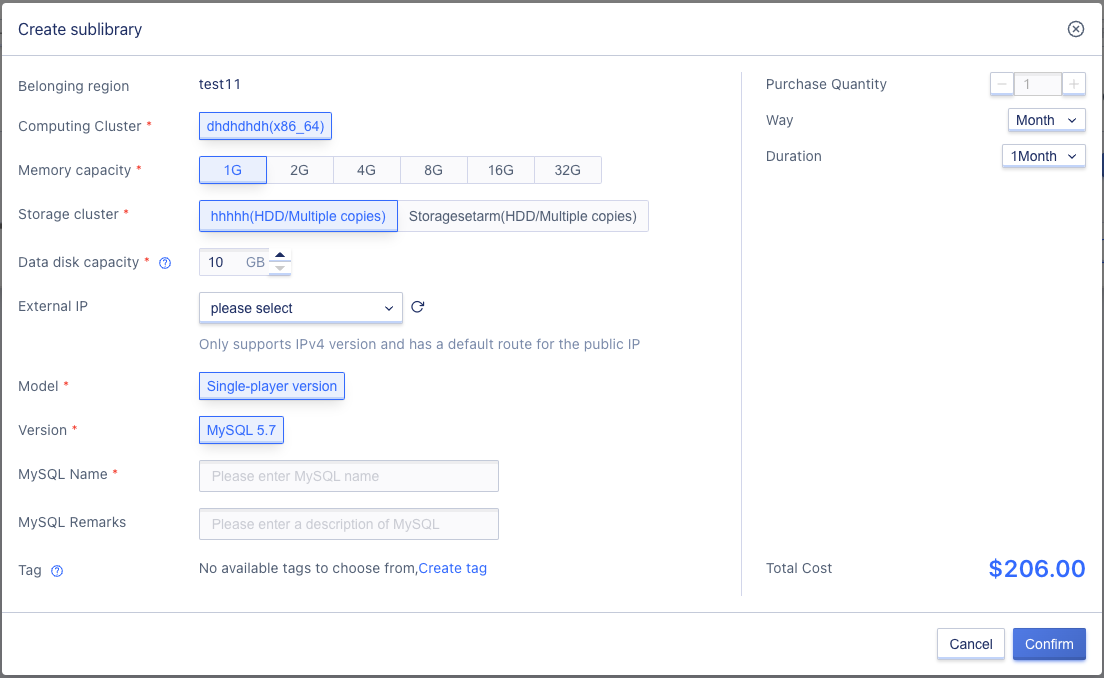 Create sublibrary
Belonging region test11
Computing Cluster * dhdhdhdh(x86_64)
Memory capacity * 1G 2G 4G 8G 16G 32G
Storage cluster * hhhhh(HDD/Multiple copies) Storagesetarm(HDD/Multiple copies)
Data disk capacity * 10 GB
External IP please select
Only supports IPv4 version and has a default route for the public IP
Model * Single-player version
Version * MySQL 5.7
MySQL Name * Please enter MySQL name
MySQL Remarks Please enter a description of MySQL
Tag No available tags to choose from,Create tag
Purchase Quantity 1
Way Month
Duration 1Month
Total Cost $206.00
Cancel Confirm